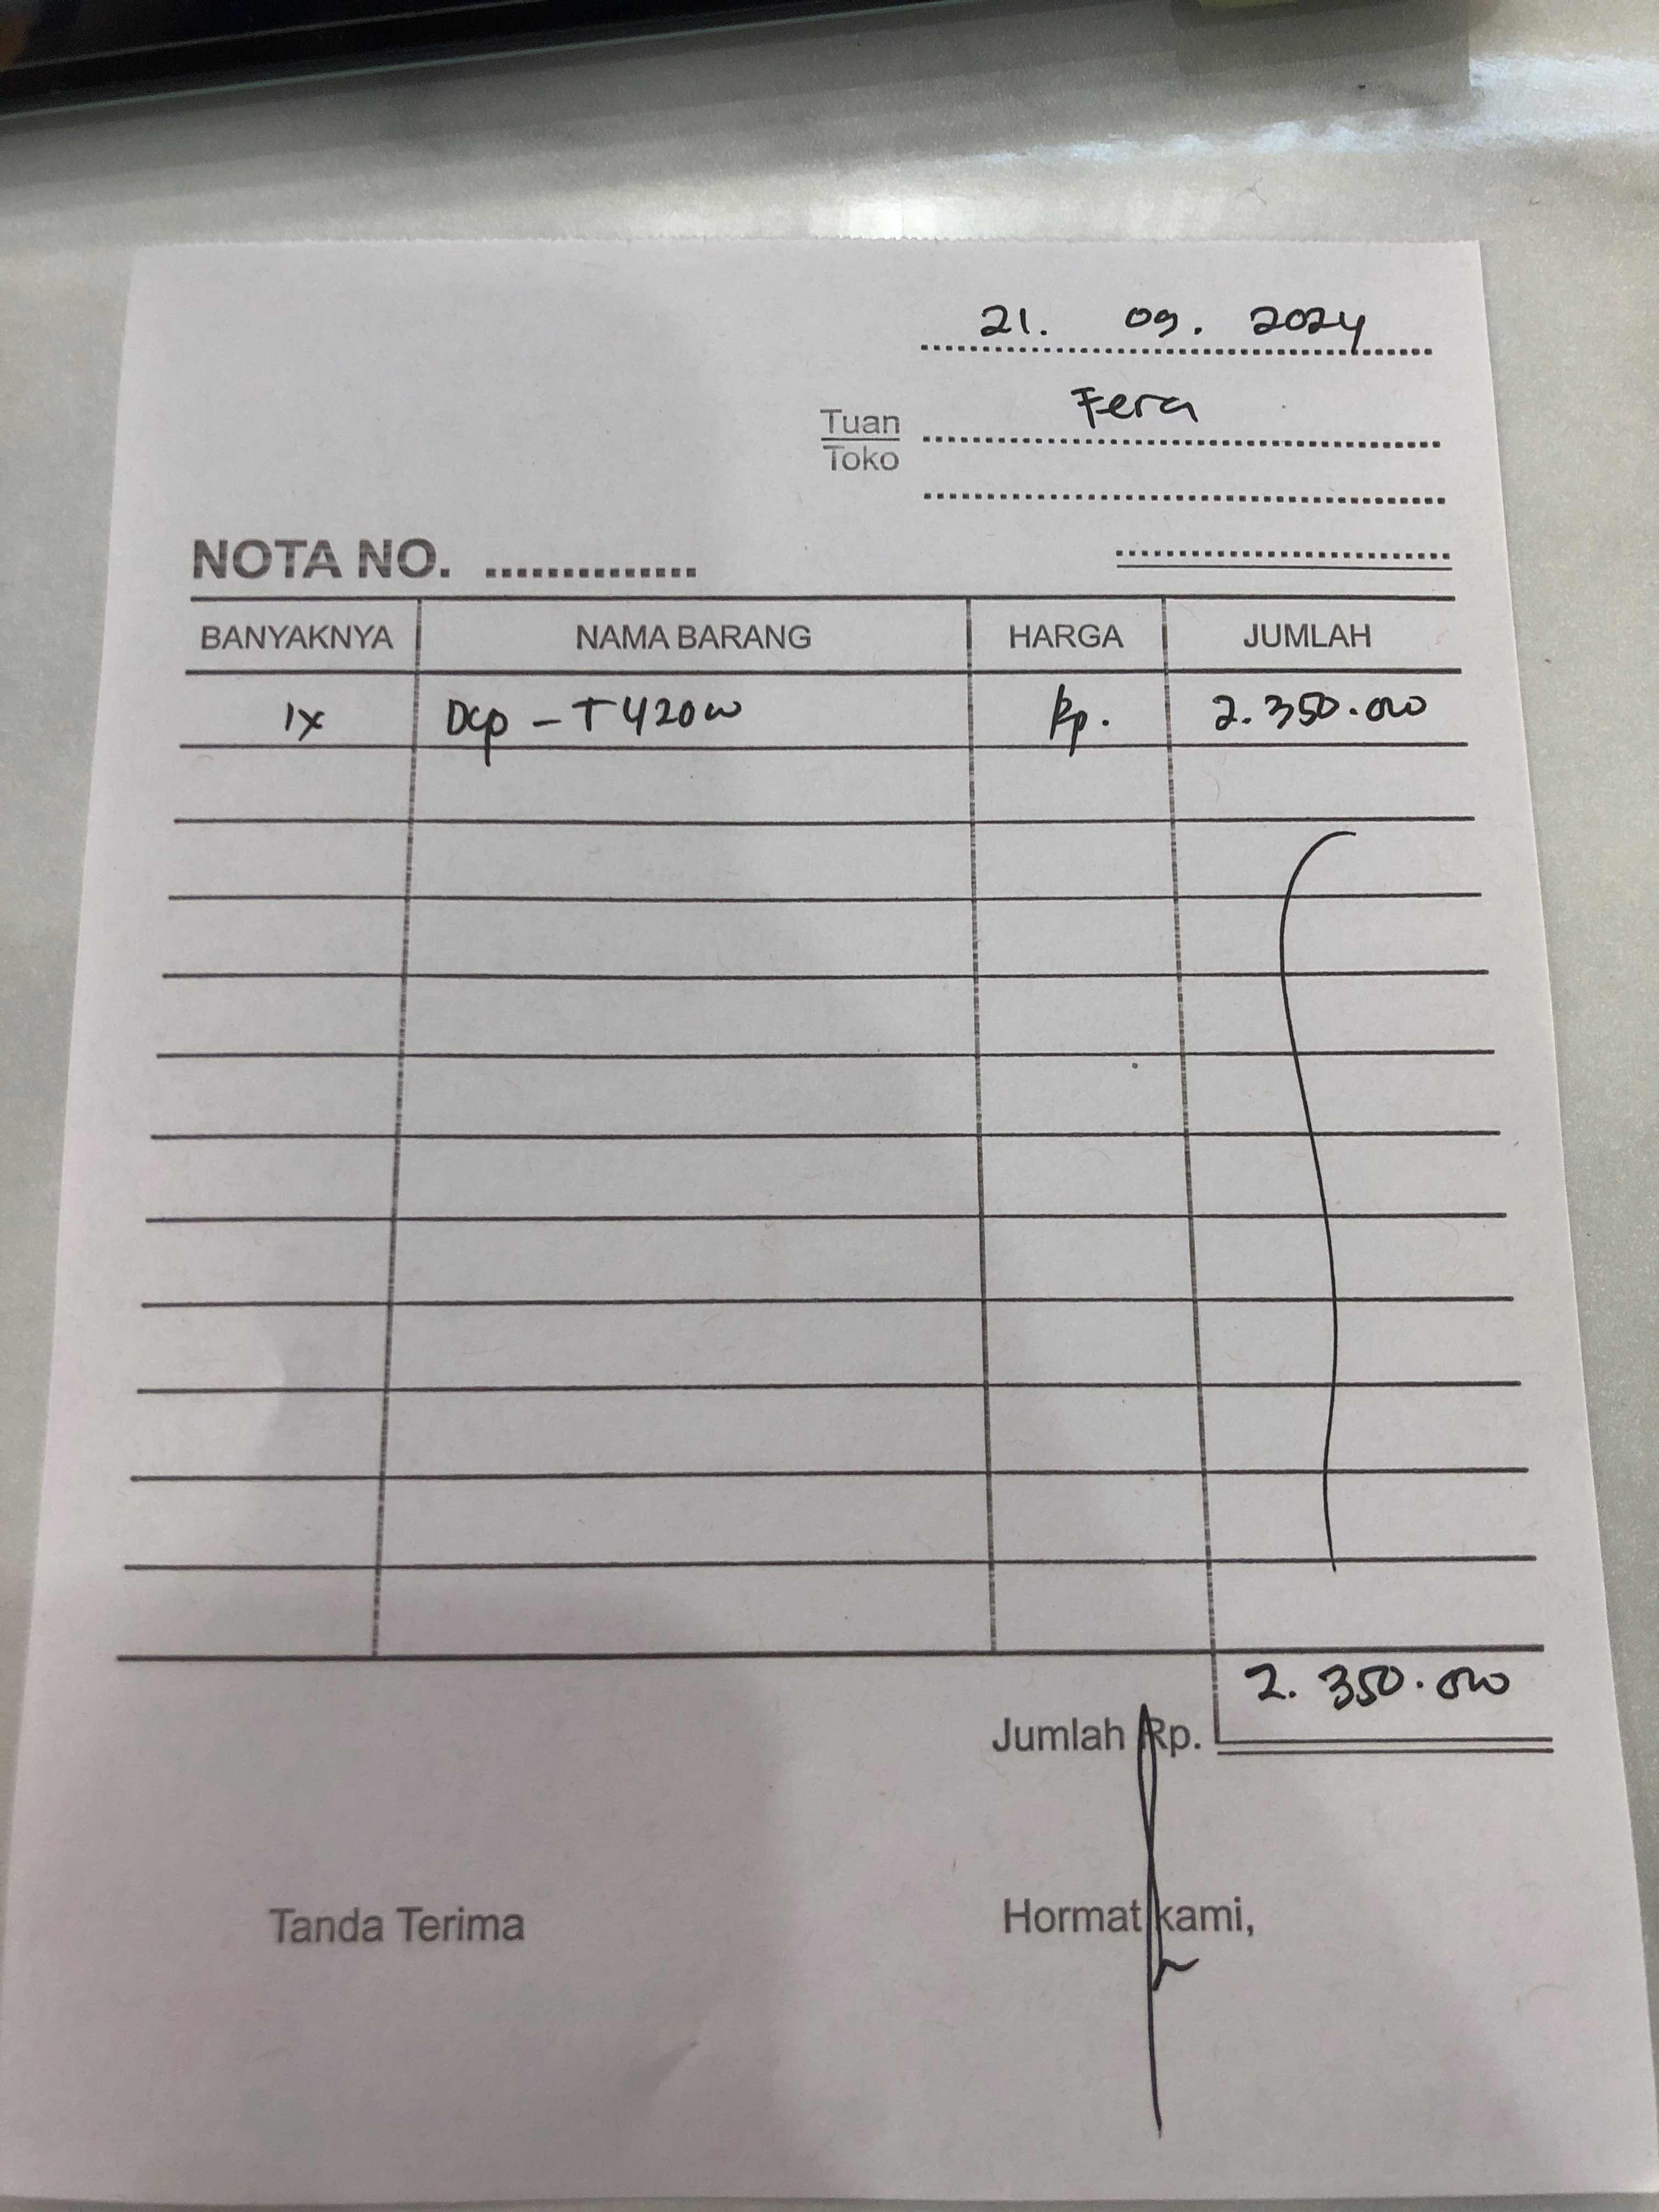 21. 09. 2024
Tuan Fera
Toko
NOTA NO. ...............
BANYAKNYA NAMA BARANG HARGA JUMLAH
1x Dcp - T420w Rp. 2.350.000
Jumlah Rp. 2.350.000
Tanda Terima Hormat kami,